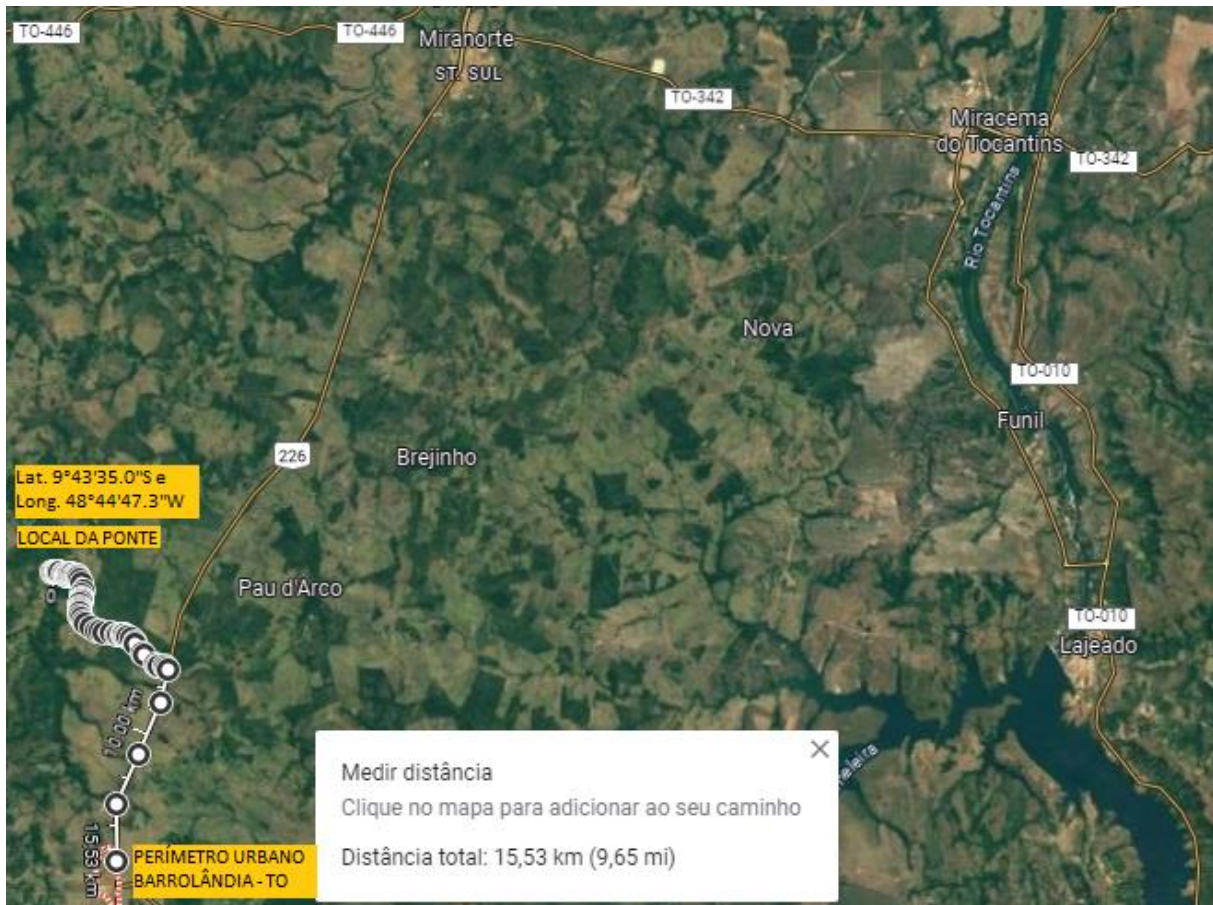 TO-446
TO-446
Miranorte
ST. SUL
TO-342
Miracema
do Tocantins
TO-342
Rio Tocantins
Nova
TO-010
Funil
226
Brejinho
Lat. 9°43'35.0"S e
Long. 48°44'47.3"W
LOCAL DA PONTE
0
Pau d'Arco
TO-010
Lajeado
10,00 km
Medir distância
Clique no mapa para adicionar ao seu caminho
Distância total: 15,53 km (9,65 mi)
15,53 km
PERÍMETRO URBANO
BARROLÂNDIA - TO